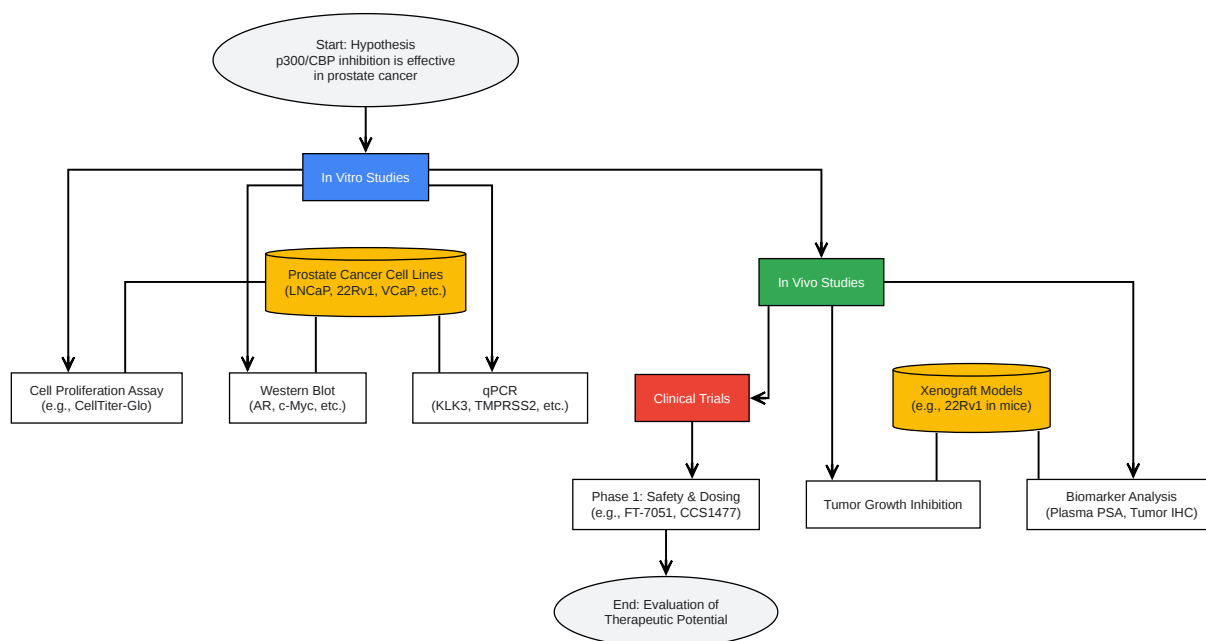 Start: Hypothesis
p300/CBP inhibition is effective
in prostate cancer
In Vitro Studies
Prostate Cancer Cell Lines
(LNCaP, 22Rv1, VCaP, etc.)
In Vivo Studies
Cell Proliferation Assay
(e.g., CellTiter-Glo)
Western Blot
(AR, c-Myc, etc.)
qPCR
(KLK3, TMPRSS2, etc.)
Clinical Trials
Xenograft Models
(e.g., 22Rv1 in mice)
Phase 1: Safety & Dosing
(e.g., FT-7051, CCS1477)
Tumor Growth Inhibition
Biomarker Analysis
(Plasma PSA, Tumor IHC)
End: Evaluation of
Therapeutic Potential